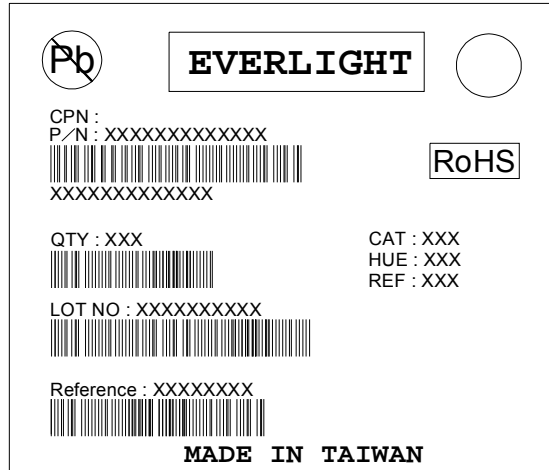 Pb
EVERLIGHT
CPN :
P/N : XXXXXXXXXXXXX
RoHS
XXXXXXXXXXXXX
QTY : XXX
CAT : XXX
HUE : XXX
REF : XXX
LOT NO : XXXXXXXXXX
Reference : XXXXXXXX
MADE IN TAIWAN